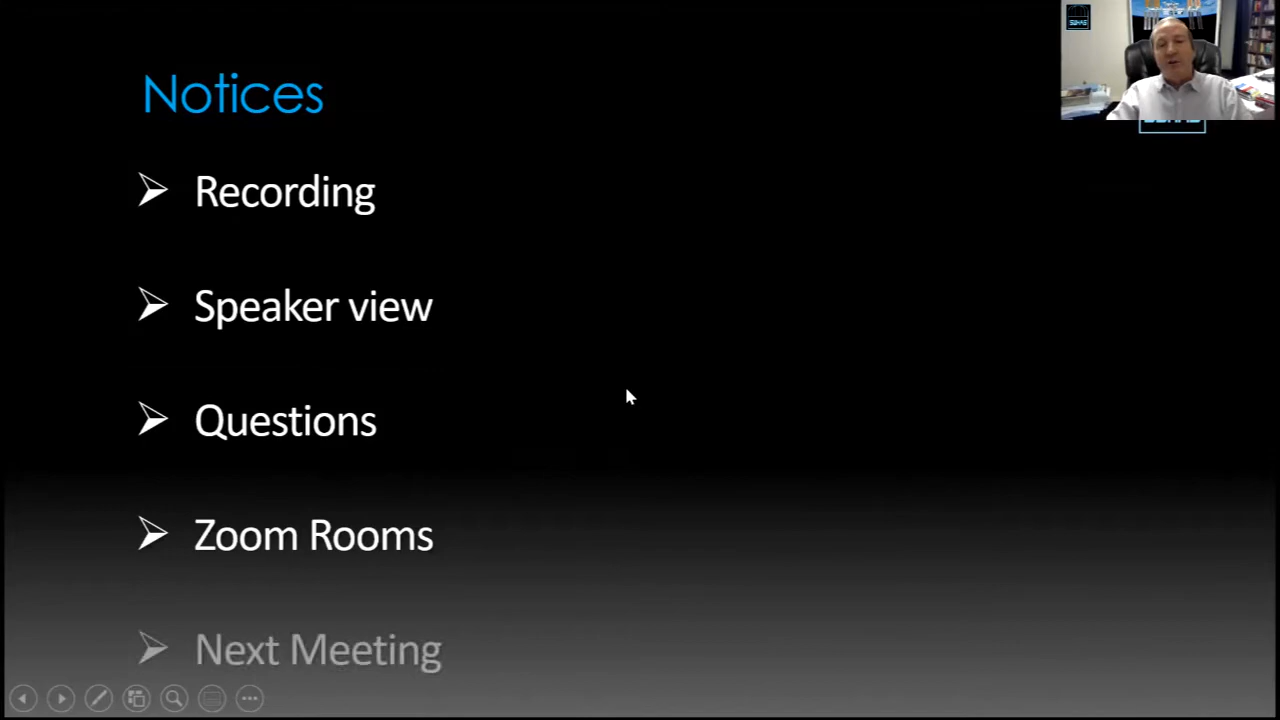 Notices
Recording
Speaker view
Questions
Zoom Rooms
Next Meeting